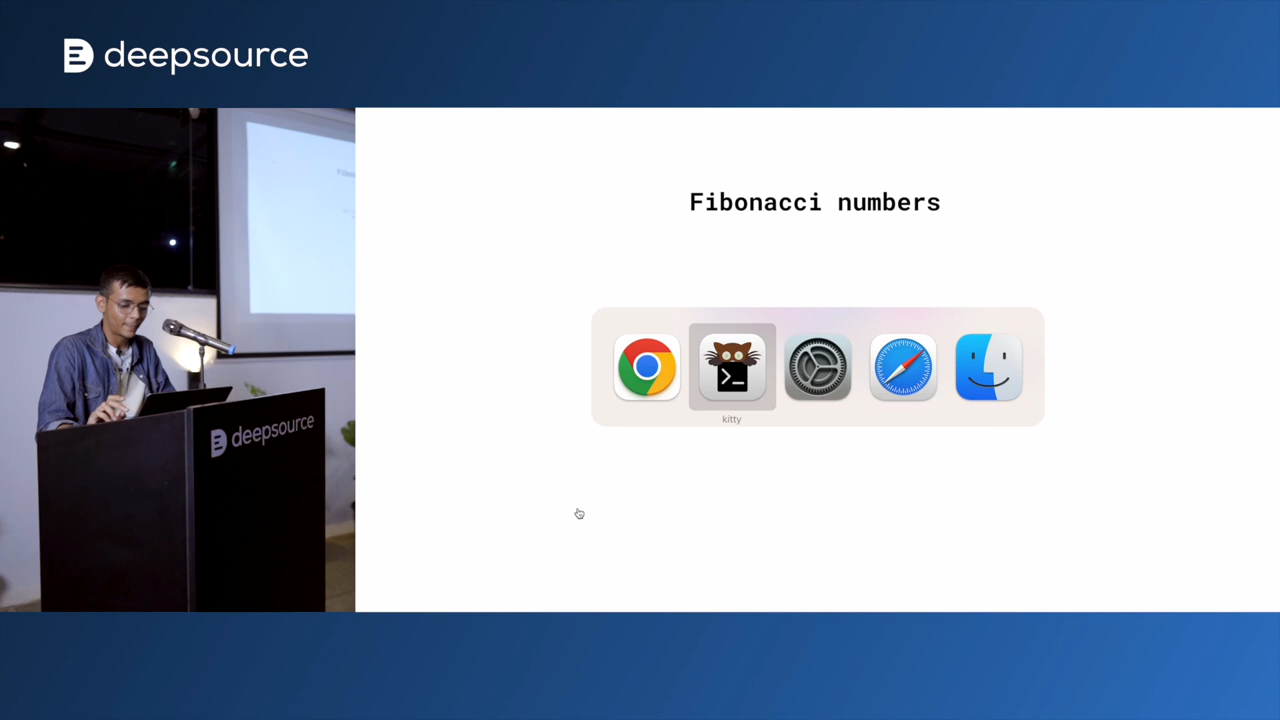 deepsource
Fibonacci numbers
>_
kitty
deepsource